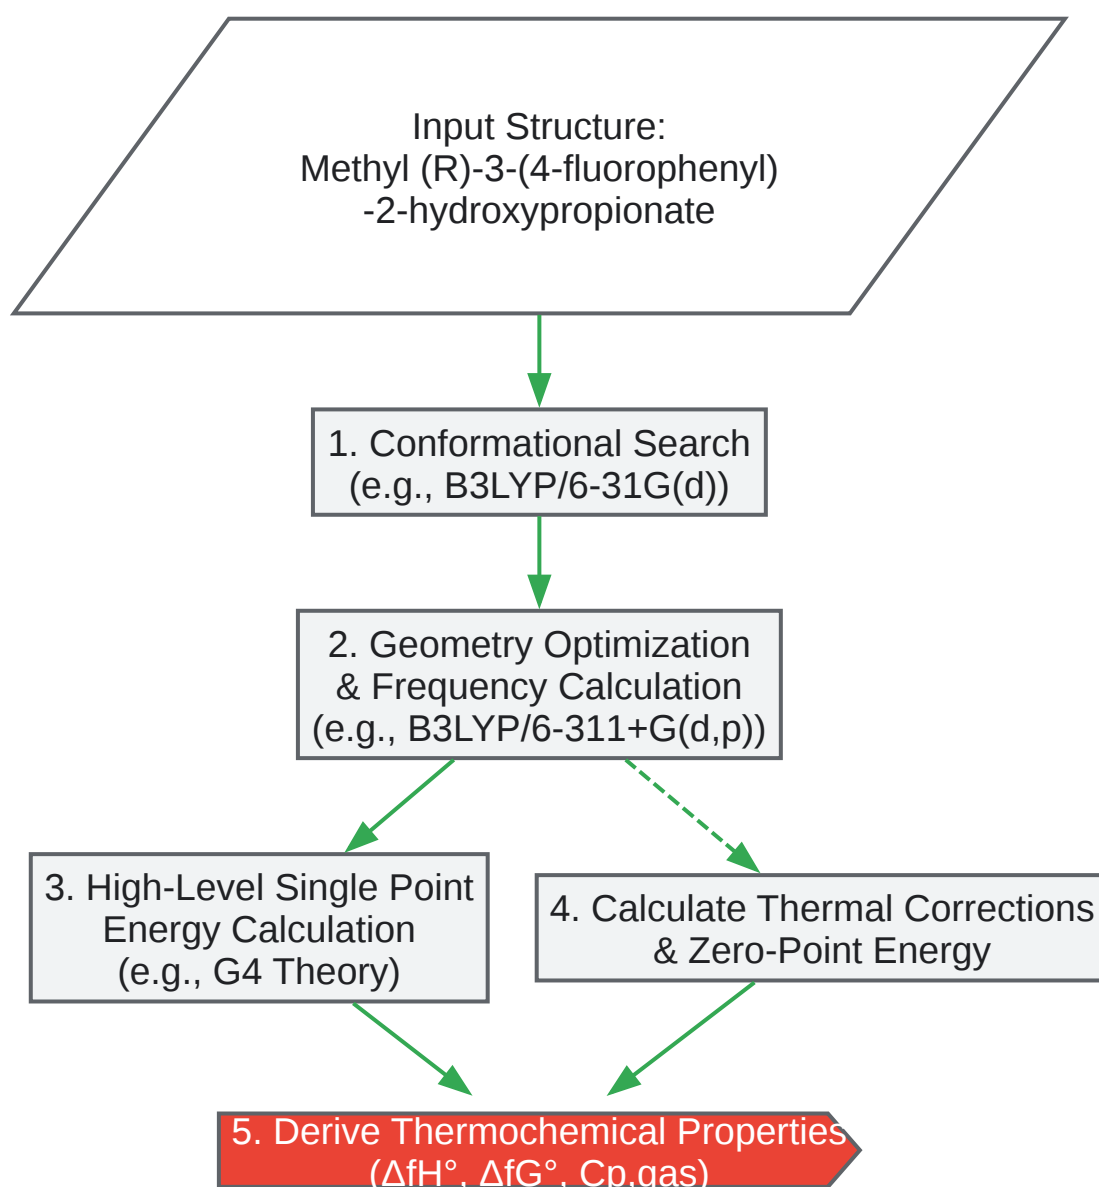 Input Structure:
Methyl (R)-3-(4-fluorophenyl)
-2-hydroxypropionate
1. Conformational Search
(e.g., B3LYP/6-31G(d))
2. Geometry Optimization
& Frequency Calculation
(e.g., B3LYP/6-311+G(d,p))
3. High-Level Single Point
Energy Calculation
(e.g., G4 Theory)
4. Calculate Thermal Corrections
& Zero-Point Energy
5. Derive Thermochemical Properties
(ΔfH°, ΔfG°, Cp,gas)